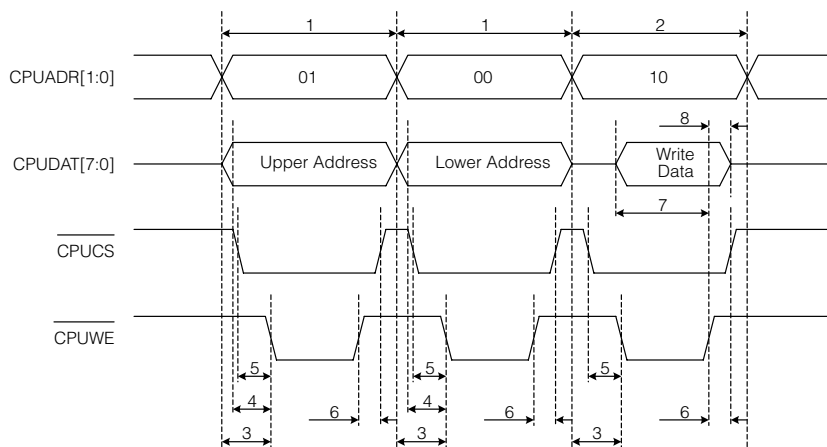 1 1 2
CPUADR[1:0] 01 00 10
8
CPUDAT[7:0] Upper Address Lower Address Write
Data
7
CPUCS
CPUWE
5 5 5
4 6 4 6 6
3 3 3